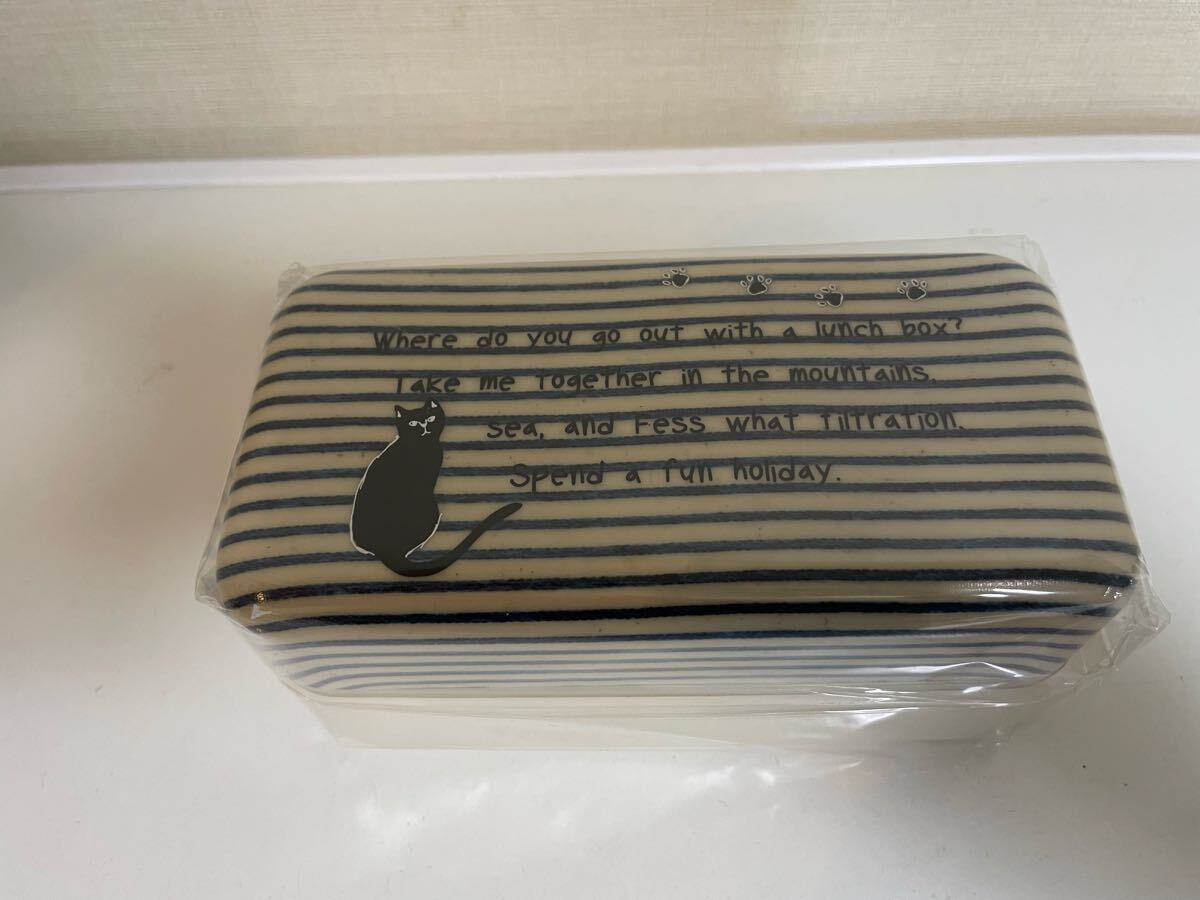 Where do you go out with a lunch box?
Take me together in the mountains,
sea, and Fess what filtration.
Spend a fun holiday.